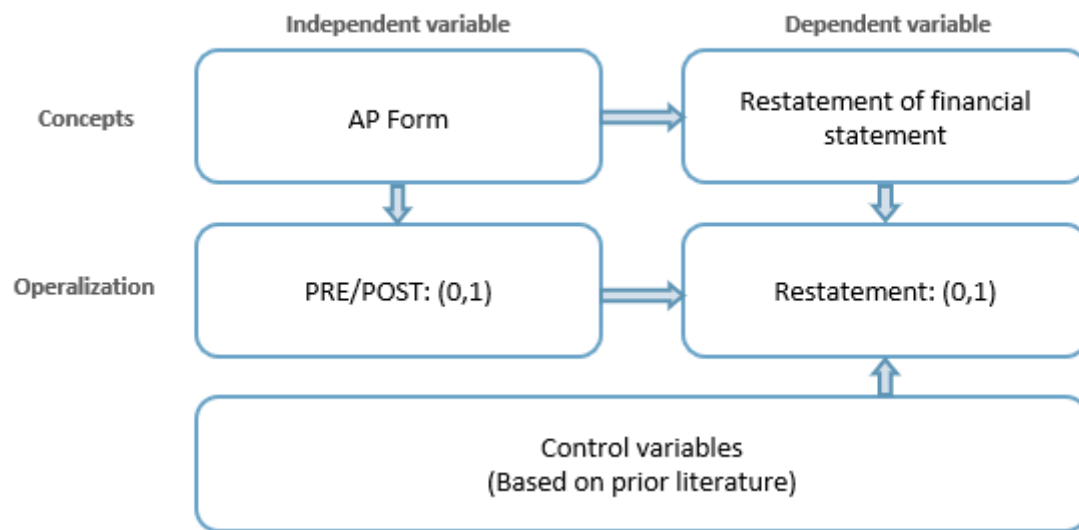 Independent variable
Dependent variable
Concepts
AP Form
Restatement of financial
statement
Operalization
PRE/POST: (0,1)
Restatement: (0,1)
Control variables
(Based on prior literature)